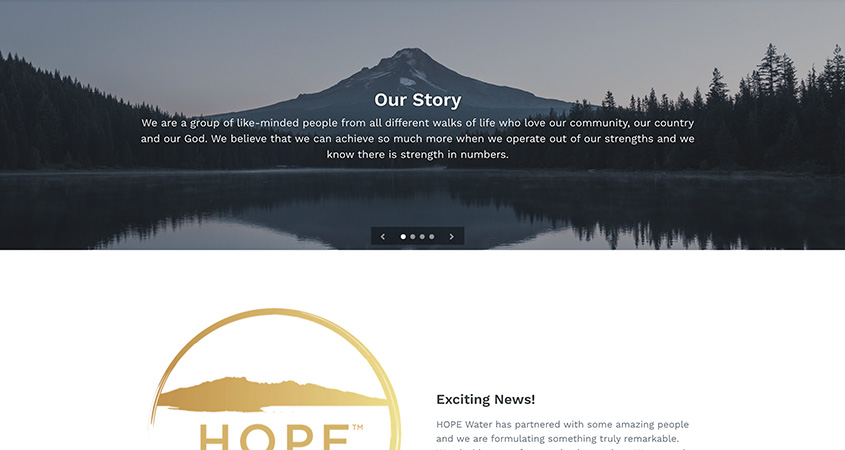 Our Story
We are a group of like-minded people from all different walks of life who love our community, our country
and our God. We believe that we can achieve so much more when we operate out of our strengths and we
know there is strength in numbers.
Exciting News!
HOPE Water has partnered with some amazing people
and we are formulating something truly remarkable.
HOPE™